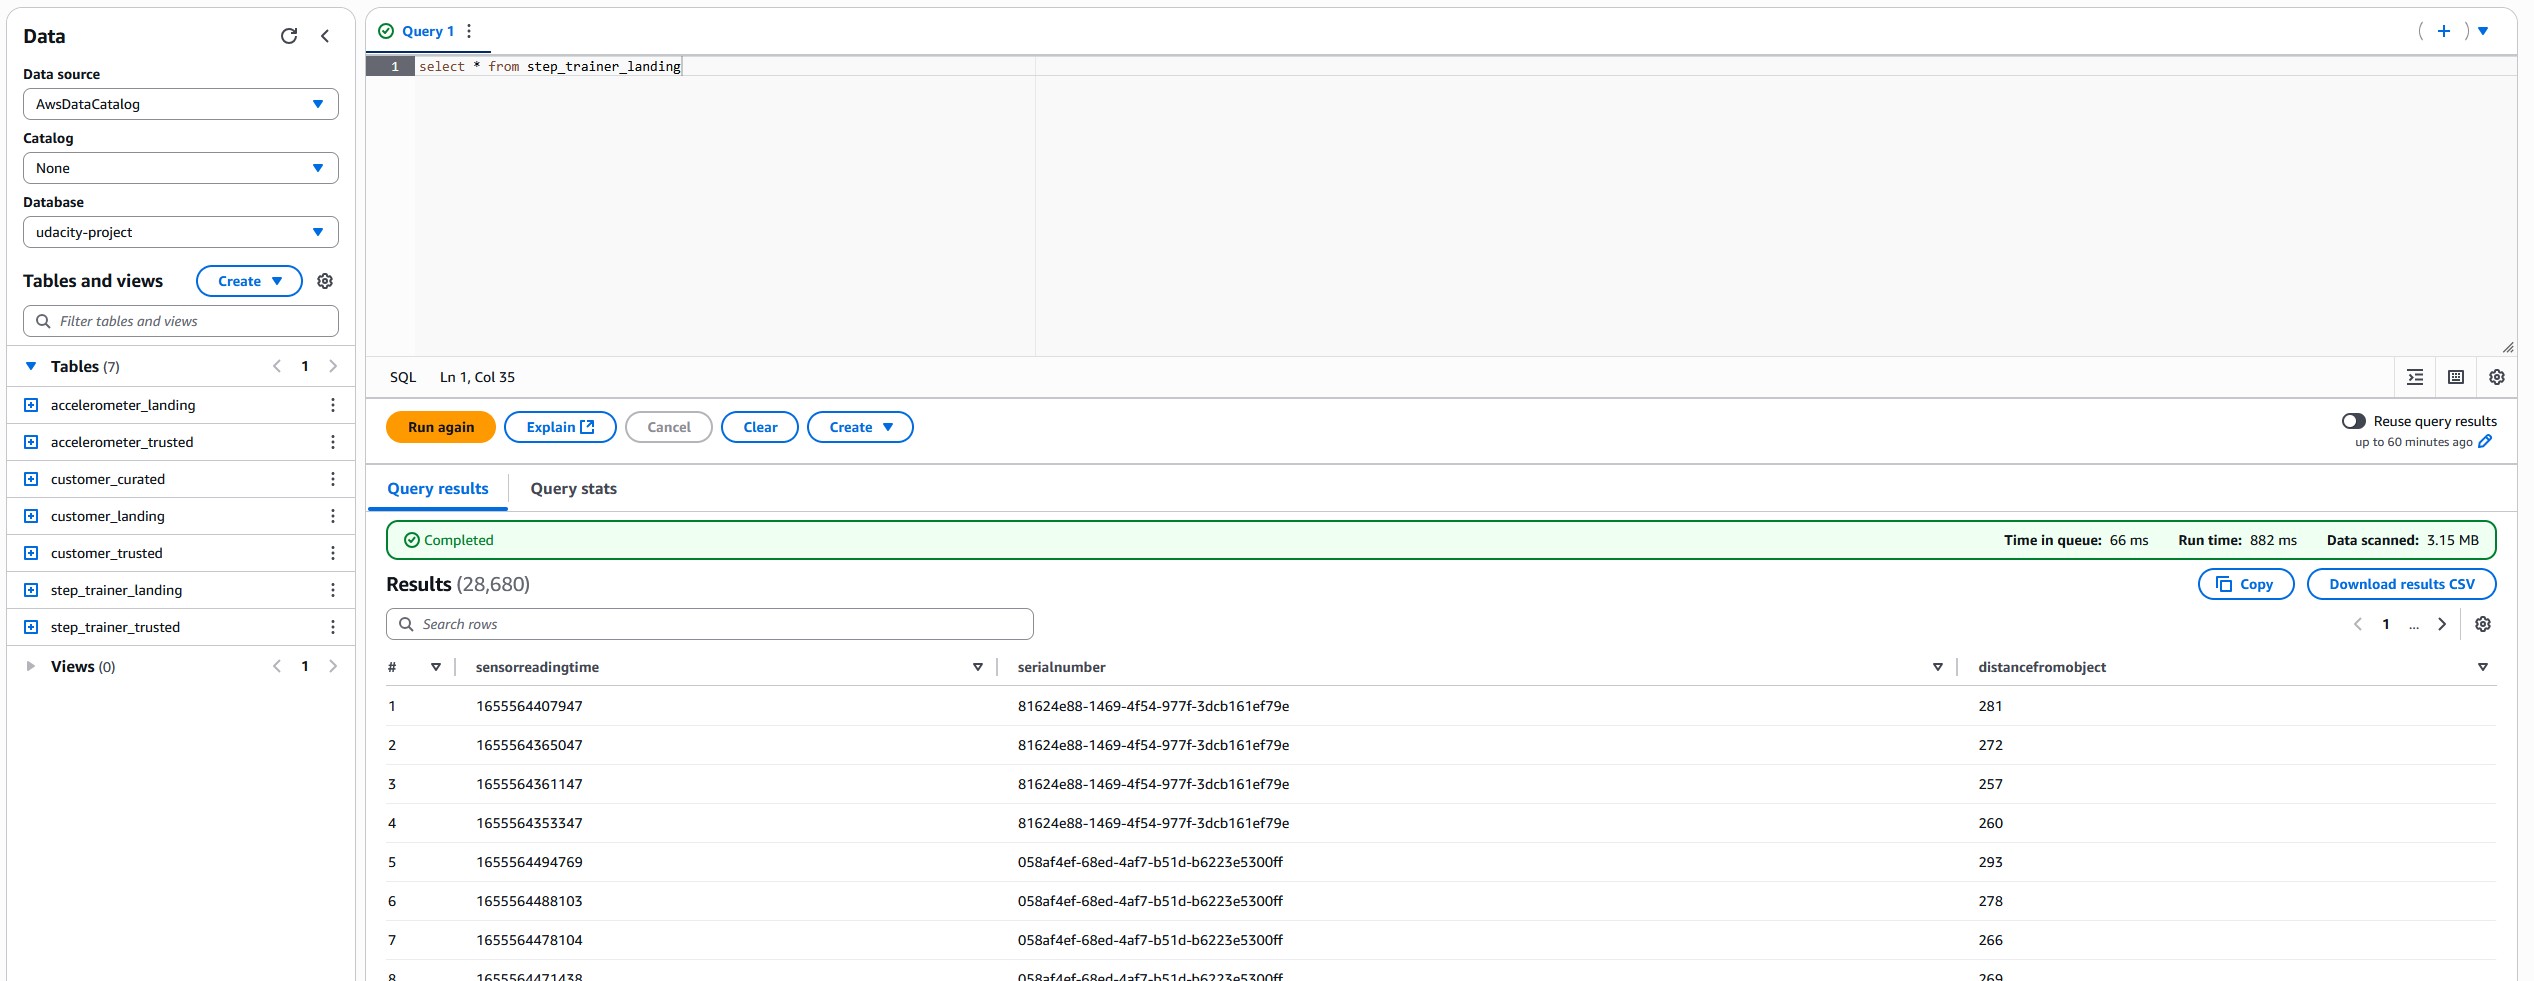 Data
Data source
AwsDataCatalog
Catalog
None
Database
udacity-project
Tables and views
Create
Filter tables and views
Tables (7)
1
accelerometer_landing
accelerometer_trusted
customer_curated
customer_landing
customer_trusted
step_trainer_landing
step_trainer_trusted
Views (0)
1
Query 1
1 select * from step_trainer_landing
SQL Ln 1, Col 35
Run again Explain Cancel Clear Create
Reuse query results
up to 60 minutes ago
Query results Query stats
Completed Time in queue: 66 ms Run time: 882 ms Data scanned: 3.15 MB
Results (28,680) Copy Download results CSV
Search rows 1 ...
# sensorreadingtime serialnumber distancefromobject
1 1655564407947 81624e88-1469-4f54-977f-3dcb161ef79e 281
2 1655564365047 81624e88-1469-4f54-977f-3dcb161ef79e 272
3 1655564361147 81624e88-1469-4f54-977f-3dcb161ef79e 257
4 1655564353347 81624e88-1469-4f54-977f-3dcb161ef79e 260
5 1655564494769 058af4ef-68ed-4af7-b51d-b6223e5300ff 293
6 1655564488103 058af4ef-68ed-4af7-b51d-b6223e5300ff 278
7 1655564478104 058af4ef-68ed-4af7-b51d-b6223e5300ff 266
8 1655564471438 058af4ef-68ed-4af7-b51d-b6223e5300ff 269